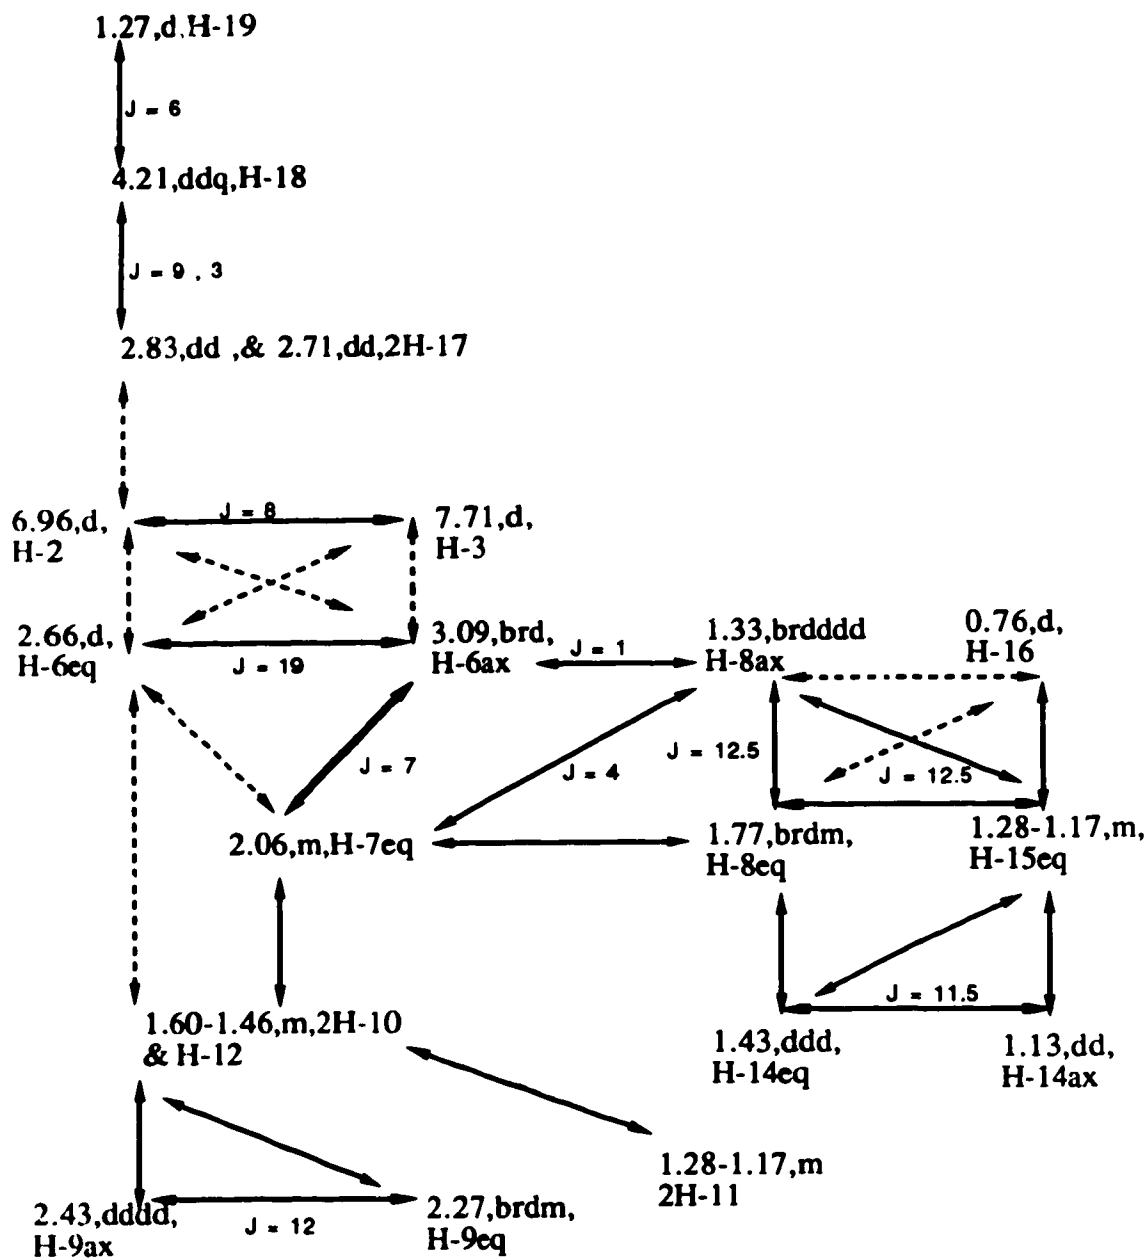 1.27,d,H-19
J = 6
4.21,ddq,H-18
J = 9 , 3
2.83,dd ,& 2.71,dd,2H-17
6.96,d,
H-2
J = 8
7.71,d,
H-3
2.66,d,
H-6eq
J = 19
3.09,brd,
H-6ax
J = 1
1.33,brdddd
H-8ax
0.76,d,
H-16
J = 7
J = 4
J = 12.5
J = 12.5
2.06,m,H-7eq
1.77,brdm,
H-8eq
1.28-1.17,m,
H-15eq
1.60-1.46,m,2H-10
& H-12
J = 11.5
1.43,ddd,
H-14eq
1.13,dd,
H-14ax
1.28-1.17,m
2H-11
2.43,dddd,
H-9ax
J = 12
2.27,brdm,
H-9eq